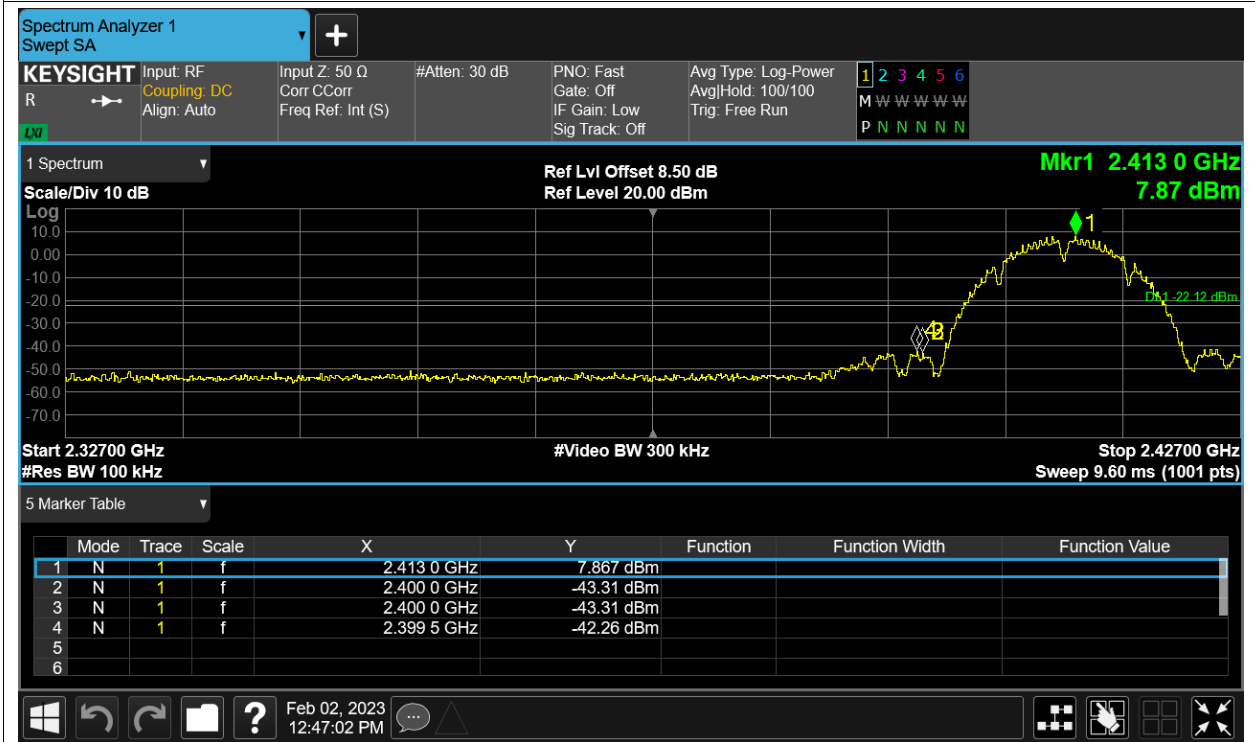 Spectrum Analyzer 1
Swept SA
+
KEYSIGHT Input: RF Input Z: 50 Ω #Atten: 30 dB PNO: Fast Avg Type: Log-Power 1 2 3 4 5 6
R Coupling: DC Corr CCorr Gate: Off Avg|Hold: 100/100 M W W W W W W
Align: Auto Freq Ref: Int (S) IF Gain: Low Trig: Free Run
LXI Sig Track: Off P N N N N N N
1 Spectrum Ref Lvl Offset 8.50 dB Mkr1 2.413 0 GHz
Scale/Div 10 dB Ref Level 20.00 dBm 7.87 dBm
Log
1
10.0
0.00
-10.0
-20.0 DL1 -22.12 dBm
-30.0
-40.0
-50.0
-60.0
-70.0
Start 2.32700 GHz #Video BW 300 kHz Stop 2.42700 GHz
#Res BW 100 kHz Sweep 9.60 ms (1001 pts)
5 Marker Table
Mode Trace Scale X Y Function Function Width Function Value
1 N 1 f 2.413 0 GHz 7.867 dBm
2 N 1 f 2.400 0 GHz -43.31 dBm
3 N 1 f 2.400 0 GHz -43.31 dBm
4 N 1 f 2.399 5 GHz -42.26 dBm
5
6
? Feb 02, 2023
12:47:02 PM